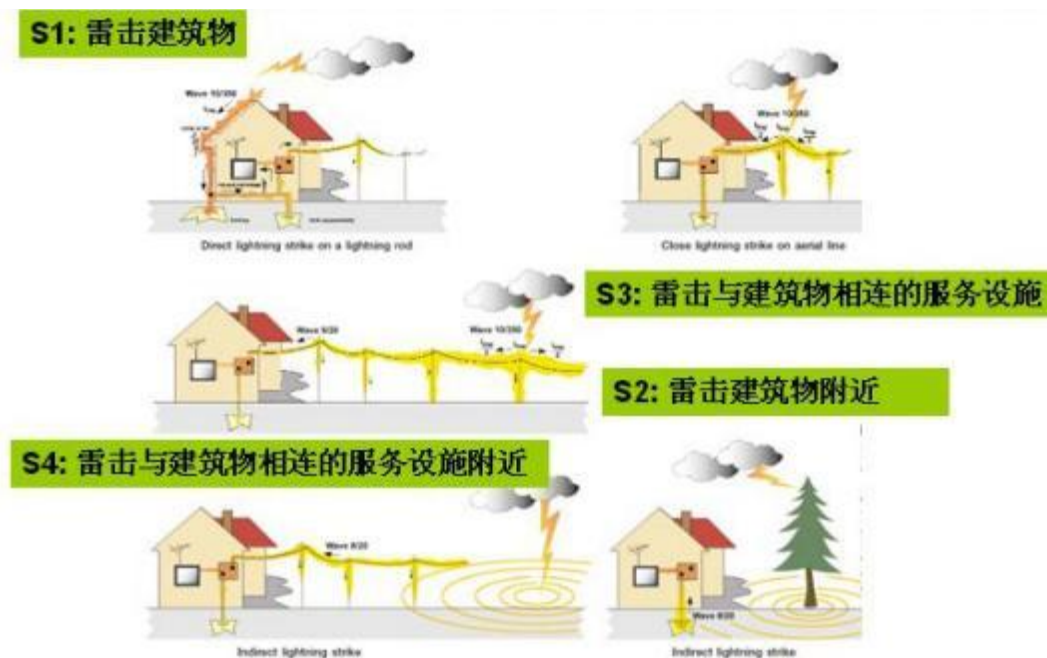 S1: 雷击建筑物
Wave 10/350
Direct lightning strike on a lightning rod
Wave 10/350
Close lightning strike on aerial line
S3: 雷击与建筑物相连的服务设施
Wave 8/20
Wave 10/350
S2: 雷击建筑物附近
S4: 雷击与建筑物相连的服务设施附近
Wave 8/20
Indirect lightning strike
Wave 8/20
Indirect lightning strike